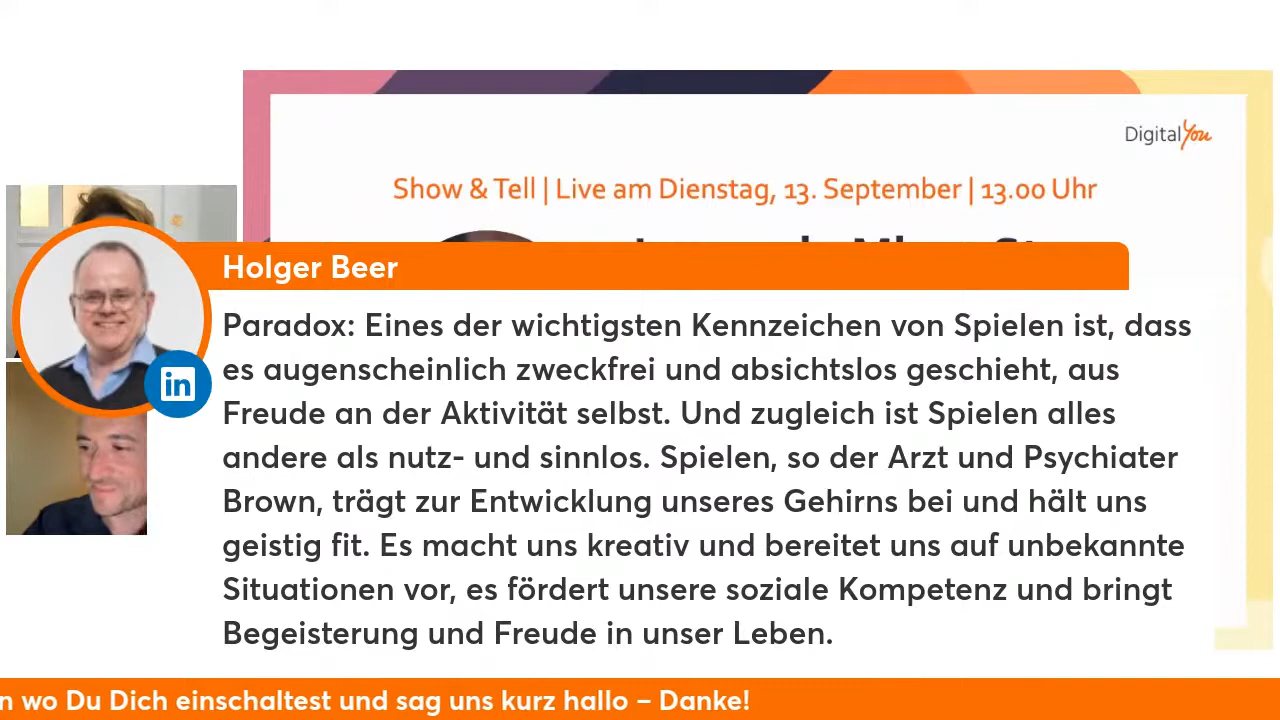 DigitalYou
Show & Tell | Live am Dienstag, 13. September | 13.00 Uhr
Holger Beer
in
Paradox: Eines der wichtigsten Kennzeichen von Spielen ist, dass
es augenscheinlich zweckfrei und absichtslos geschieht, aus
Freude an der Aktivität selbst. Und zugleich ist Spielen alles
andere als nutz- und sinnlos. Spielen, so der Arzt und Psychiater
Brown, trägt zur Entwicklung unseres Gehirns bei und hält uns
geistig fit. Es macht uns kreativ und bereitet uns auf unbekannte
Situationen vor, es fördert unsere soziale Kompetenz und bringt
Begeisterung und Freude in unser Leben.
wo Du Dich einschaltest und sag uns kurz hallo – Danke!